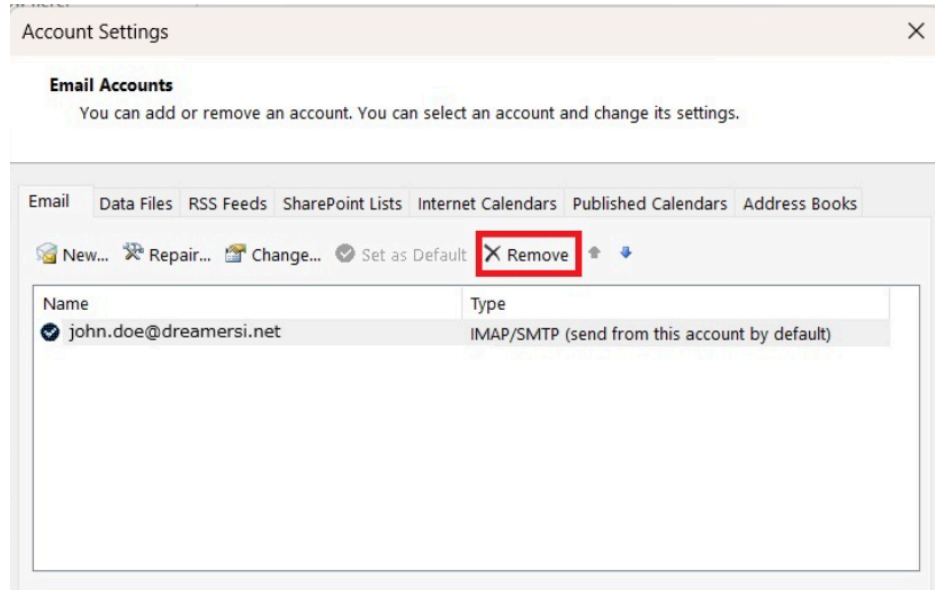 Account Settings
Email Accounts
You can add or remove an account. You can select an account and change its settings.
Email Data Files RSS Feeds SharePoint Lists Internet Calendars Published Calendars Address Books
New... Repair... Change... Set as Default Remove
Name Type
john.doe@dreamersi.net IMAP/SMTP (send from this account by default)